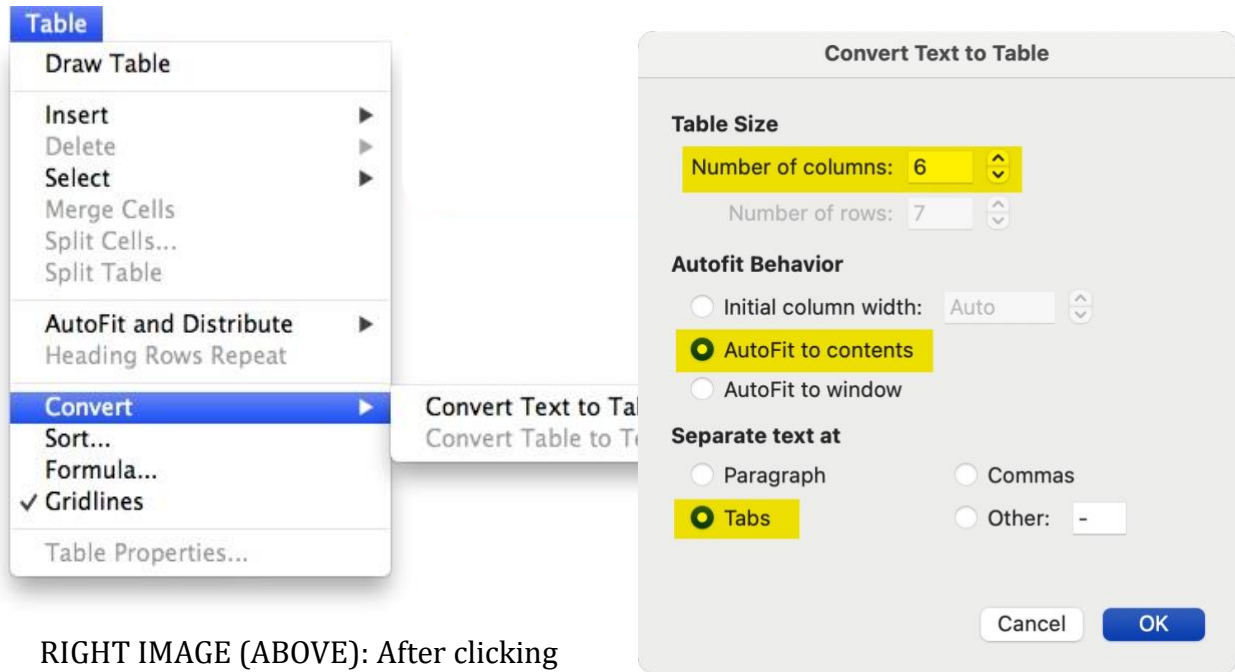 Table
Draw Table
Insert
Delete
Select
Merge Cells
Split Cells...
Split Table
AutoFit and Distribute
Heading Rows Repeat
Convert
Sort...
Formula...
Gridlines
Table Properties...
Convert Text to
Convert Table to
Convert Text to Table
Table Size
Number of columns: 6
Number of rows: 7
Autofit Behavior
Initial column width: Auto
AutoFit to contents
AutoFit to window
Separate text at
Paragraph Commas
Tabs Other: -
Cancel OK
RIGHT IMAGE (ABOVE): After clicking